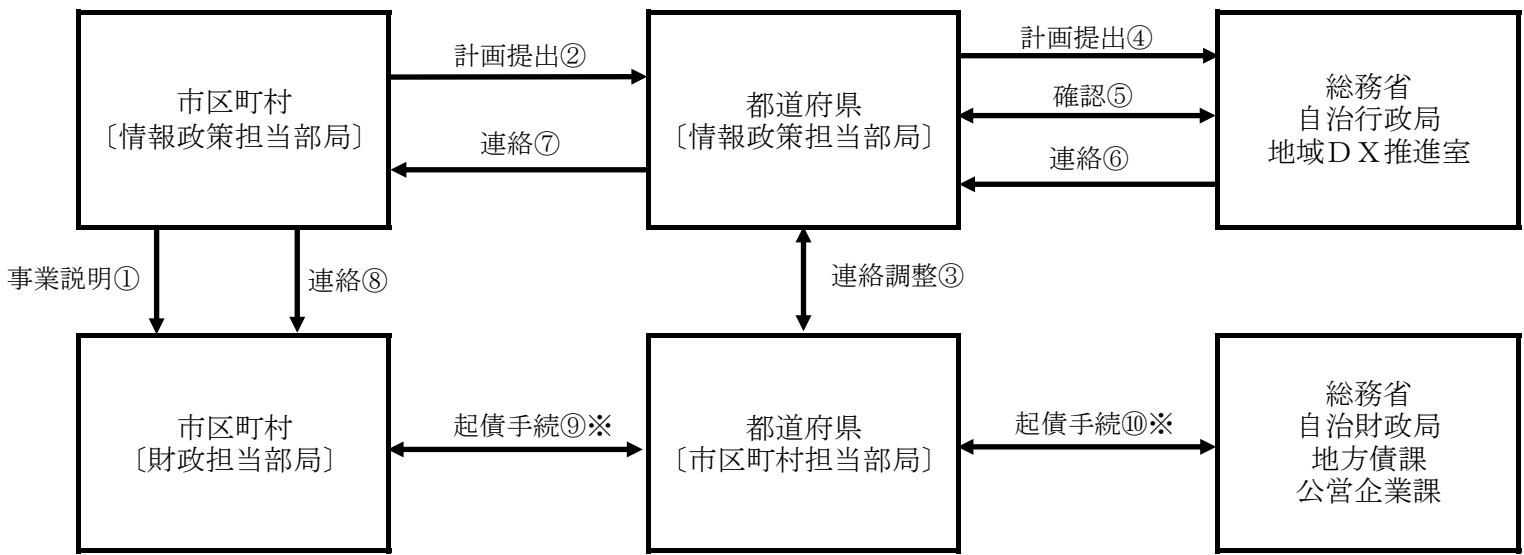 市区町村
〔情報政策担当部局〕
計画提出②
連絡⑦
都道府県
〔情報政策担当部局〕
計画提出④
確認⑤
連絡⑥
総務省
自治行政局
地域DX推進室
事業説明①
連絡⑧
連絡調整③
市区町村
〔財政担当部局〕
起債手続⑨※
都道府県
〔市区町村担当部局〕
起債手続⑩※
総務省
自治財政局
地方債課
公営企業課